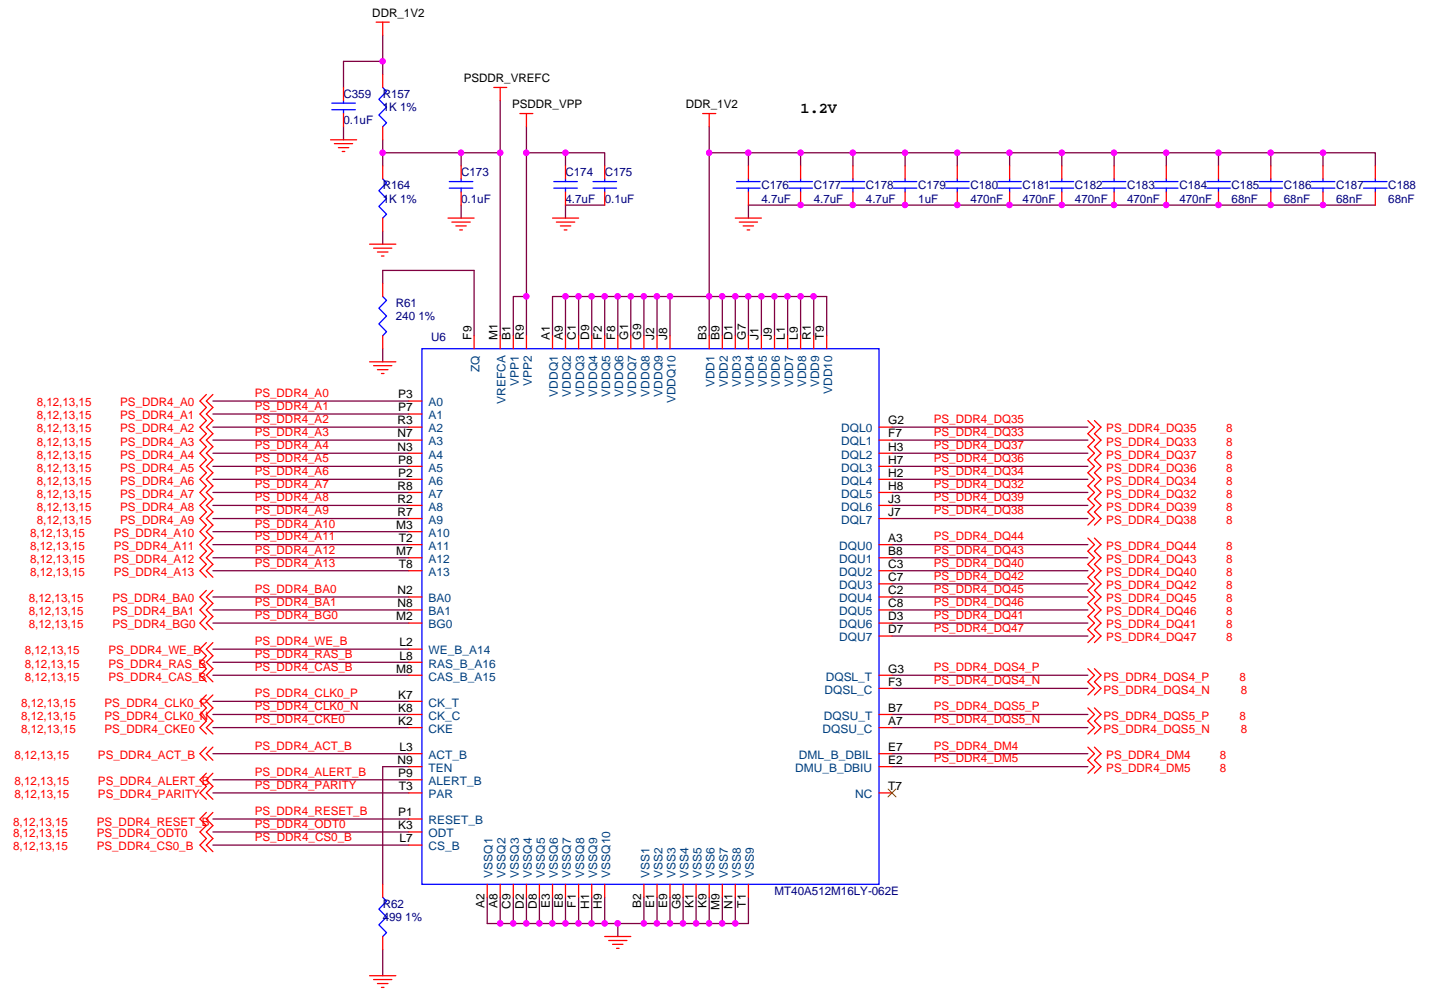 DDR_1V2
PSDDR_VREFC
PSDDR_VPP
DDR_1V2
1.2V
C359
0.1uF
R157
1K 1%
R164
1K 1%
C173
0.1uF
C174
4.7uF
C175
0.1uF
C176
4.7uF
C177
4.7uF
C178
4.7uF
C179
1uF
C180
470nF
C181
470nF
C182
470nF
C183
470nF
C184
470nF
C185
68nF
C186
68nF
C187
68nF
C188
68nF
R61
240 1%
U6
F9 M1 B1 R9 A1 A9 C1 D9 F2 F8 G1 G9 J2 J8 B3 B9 D1 G7 J1 J9 L1 L9 R1 T9
ZQ VREFCA VPP1 VPP2 VDDQ1 VDDQ2 VDDQ3 VDDQ4 VDDQ5 VDDQ6 VDDQ7 VDDQ8 VDDQ9 VDDQ10 VDD1 VDD2 VDD3 VDD4 VDD5 VDD6 VDD7 VDD8 VDD9 VDD10
8,12,13,15 PS_DDR4_A0 PS_DDR4_A0 P3 A0
8,12,13,15 PS_DDR4_A1 PS_DDR4_A1 P7 A1
8,12,13,15 PS_DDR4_A2 PS_DDR4_A2 R3 A2
8,12,13,15 PS_DDR4_A3 PS_DDR4_A3 N7 A3
8,12,13,15 PS_DDR4_A4 PS_DDR4_A4 N3 A4
8,12,13,15 PS_DDR4_A5 PS_DDR4_A5 P8 A5
8,12,13,15 PS_DDR4_A6 PS_DDR4_A6 P2 A6
8,12,13,15 PS_DDR4_A7 PS_DDR4_A7 R8 A7
8,12,13,15 PS_DDR4_A8 PS_DDR4_A8 R2 A8
8,12,13,15 PS_DDR4_A9 PS_DDR4_A9 R7 A9
8,12,13,15 PS_DDR4_A10 PS_DDR4_A10 M3 A10
8,12,13,15 PS_DDR4_A11 PS_DDR4_A11 T2 A11
8,12,13,15 PS_DDR4_A12 PS_DDR4_A12 M7 A12
8,12,13,15 PS_DDR4_A13 PS_DDR4_A13 T8 A13
8,12,13,15 PS_DDR4_BA0 PS_DDR4_BA0 N2 BA0
8,12,13,15 PS_DDR4_BA1 PS_DDR4_BA1 N8 BA1
8,12,13,15 PS_DDR4_BG0 PS_DDR4_BG0 M2 BG0
8,12,13,15 PS_DDR4_WE_B PS_DDR4_WE_B L2 WE_B_A14
8,12,13,15 PS_DDR4_RAS_B PS_DDR4_RAS_B L8 RAS_B_A16
8,12,13,15 PS_DDR4_CAS_B PS_DDR4_CAS_B M8 CAS_B_A15
8,12,13,15 PS_DDR4_CLK0_P PS_DDR4_CLK0_P K7 CK_T
8,12,13,15 PS_DDR4_CLK0_N PS_DDR4_CLK0_N K8 CK_C
8,12,13,15 PS_DDR4_CKE0 PS_DDR4_CKE0 K2 CKE
8,12,13,15 PS_DDR4_ACT_B PS_DDR4_ACT_B L3 ACT_B
N9 TEN
8,12,13,15 PS_DDR4_ALERT_B PS_DDR4_ALERT_B P9 ALERT_B
8,12,13,15 PS_DDR4_PARITY PS_DDR4_PARITY T3 PAR
8,12,13,15 PS_DDR4_RESET_B PS_DDR4_RESET_B P1 RESET_B
8,12,13,15 PS_DDR4_ODT0 PS_DDR4_ODT0 K3 ODT
8,12,13,15 PS_DDR4_CS0_B PS_DDR4_CS0_B L7 CS_B
DQL0 G2 PS_DDR4_DQ35 PS_DDR4_DQ35 8
DQL1 F7 PS_DDR4_DQ33 PS_DDR4_DQ33 8
DQL2 H3 PS_DDR4_DQ37 PS_DDR4_DQ37 8
DQL3 H7 PS_DDR4_DQ36 PS_DDR4_DQ36 8
DQL4 H2 PS_DDR4_DQ34 PS_DDR4_DQ34 8
DQL5 H8 PS_DDR4_DQ32 PS_DDR4_DQ32 8
DQL6 J3 PS_DDR4_DQ39 PS_DDR4_DQ39 8
DQL7 J7 PS_DDR4_DQ38 PS_DDR4_DQ38 8
DQU0 A3 PS_DDR4_DQ44 PS_DDR4_DQ44 8
DQU1 B8 PS_DDR4_DQ43 PS_DDR4_DQ43 8
DQU2 C3 PS_DDR4_DQ40 PS_DDR4_DQ40 8
DQU3 C7 PS_DDR4_DQ42 PS_DDR4_DQ42 8
DQU4 C2 PS_DDR4_DQ45 PS_DDR4_DQ45 8
DQU5 C8 PS_DDR4_DQ46 PS_DDR4_DQ46 8
DQU6 D3 PS_DDR4_DQ41 PS_DDR4_DQ41 8
DQU7 D7 PS_DDR4_DQ47 PS_DDR4_DQ47 8
DQSL_T G3 PS_DDR4_DQS4_P PS_DDR4_DQS4_P 8
DQSL_C F3 PS_DDR4_DQS4_N PS_DDR4_DQS4_N 8
DQSU_T B7 PS_DDR4_DQS5_P PS_DDR4_DQS5_P 8
DQSU_C A7 PS_DDR4_DQS5_N PS_DDR4_DQS5_N 8
DML_B_DBIL E7 PS_DDR4_DM4 PS_DDR4_DM4 8
DMU_B_DBIU E2 PS_DDR4_DM5 PS_DDR4_DM5 8
NC T7
VSSQ1 VSSQ2 VSSQ3 VSSQ4 VSSQ5 VSSQ6 VSSQ7 VSSQ8 VSSQ9 VSSQ10 VSS1 VSS2 VSS3 VSS4 VSS5 VSS6 VSS7 VSS8 VSS9
MT40A512M16LY-062E
A2 A8 C9 D2 D8 E3 E8 F1 H1 H9 B2 E1 E9 G8 K1 K9 M9 N1 T1
R62
499 1%